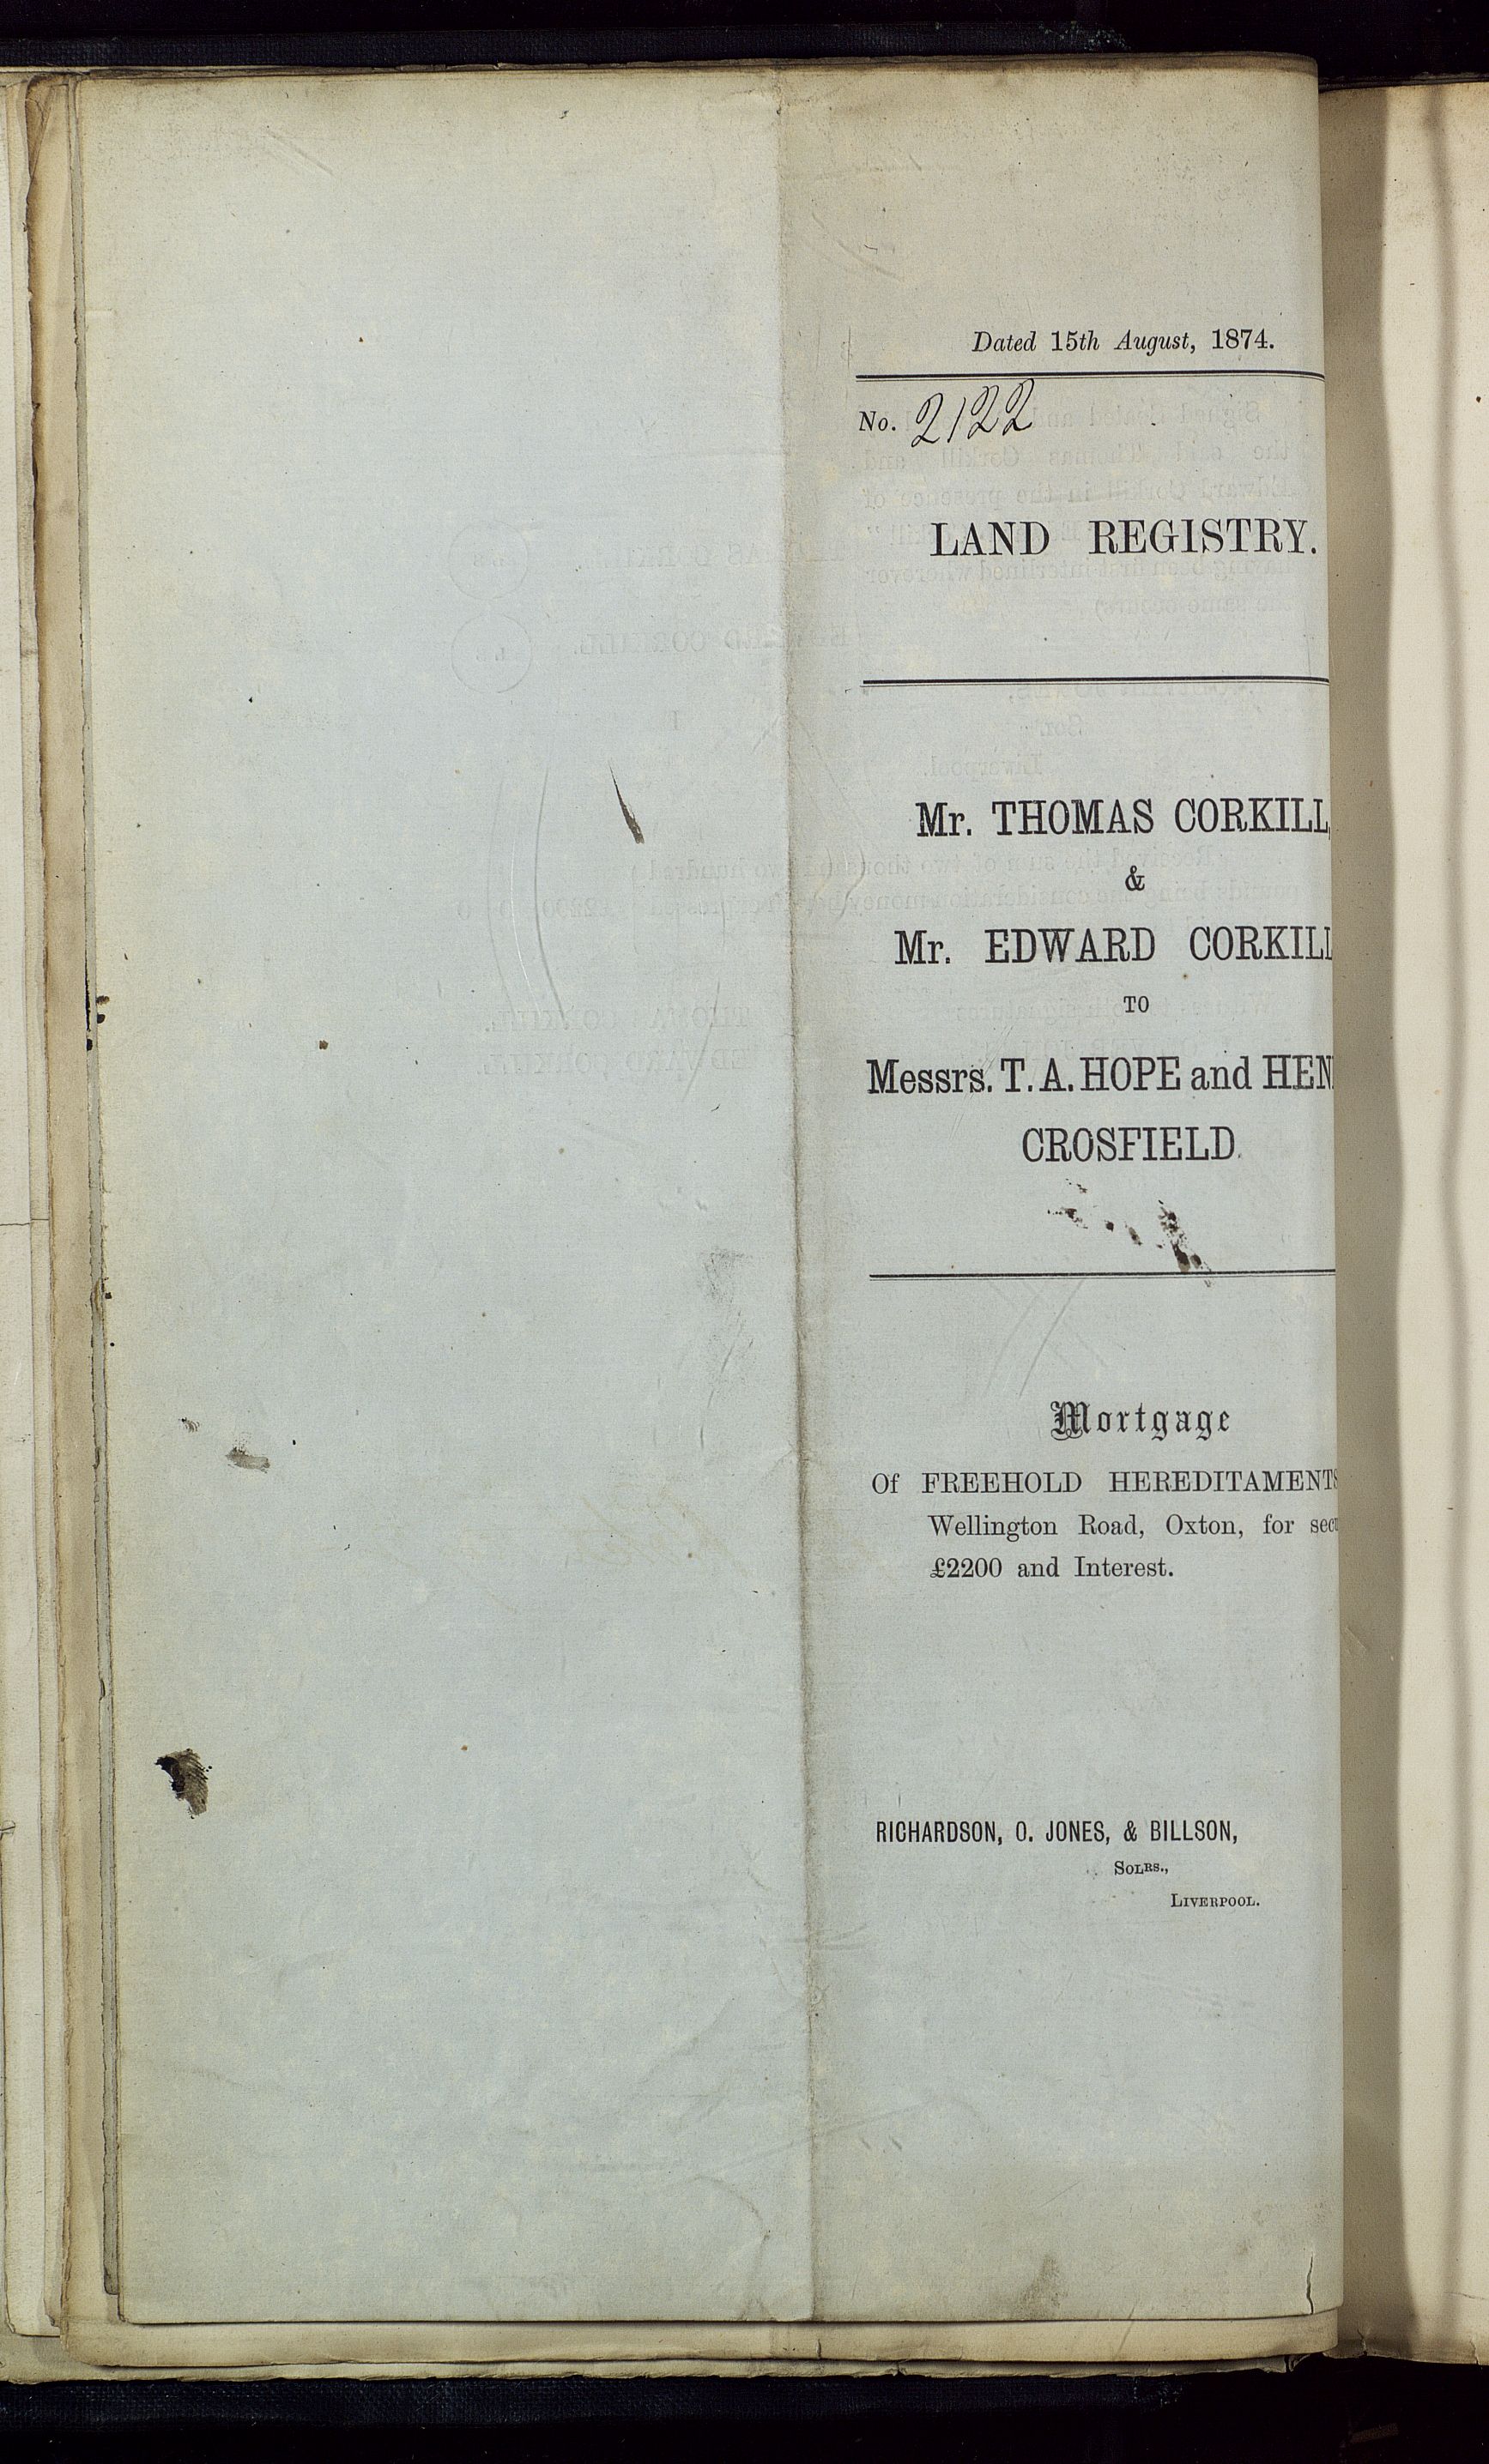 Dated 15th August, 1874.
No. 2122
LAND REGISTRY.
Mr. THOMAS CORKILL
&
Mr. EDWARD CORKILL
TO
Messrs. T. A. HOPE and HEN
CROSFIELD.
Mortgage
Of FREEHOLD HEREDITAMENTS
Wellington Road, Oxton, for secu
£2200 and Interest.
RICHARDSON, O. JONES, & BILLSON,
SOLRS.,
LIVERPOOL.